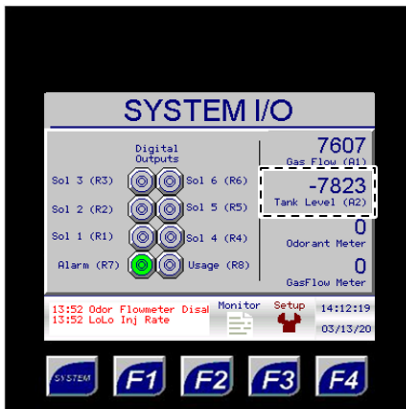 SYSTEM I/O
Digital
Outputs
Sol 3 (R3)
Sol 6 (R6)
Sol 2 (R2)
Sol 5 (R5)
Sol 1 (R1)
Sol 4 (R4)
Alarm (R7)
Usage (R8)
7607
Gas Flow (A1)
-7823
Tank Level (A2)
0
Odorant Meter
0
GasFlow Meter
13:52 Odor Flowmeter Disal
13:52 LoLo Inj Rate
Monitor
Setup
14:12:19
03/13/20
SYSTEM
F1
F2
F3
F4